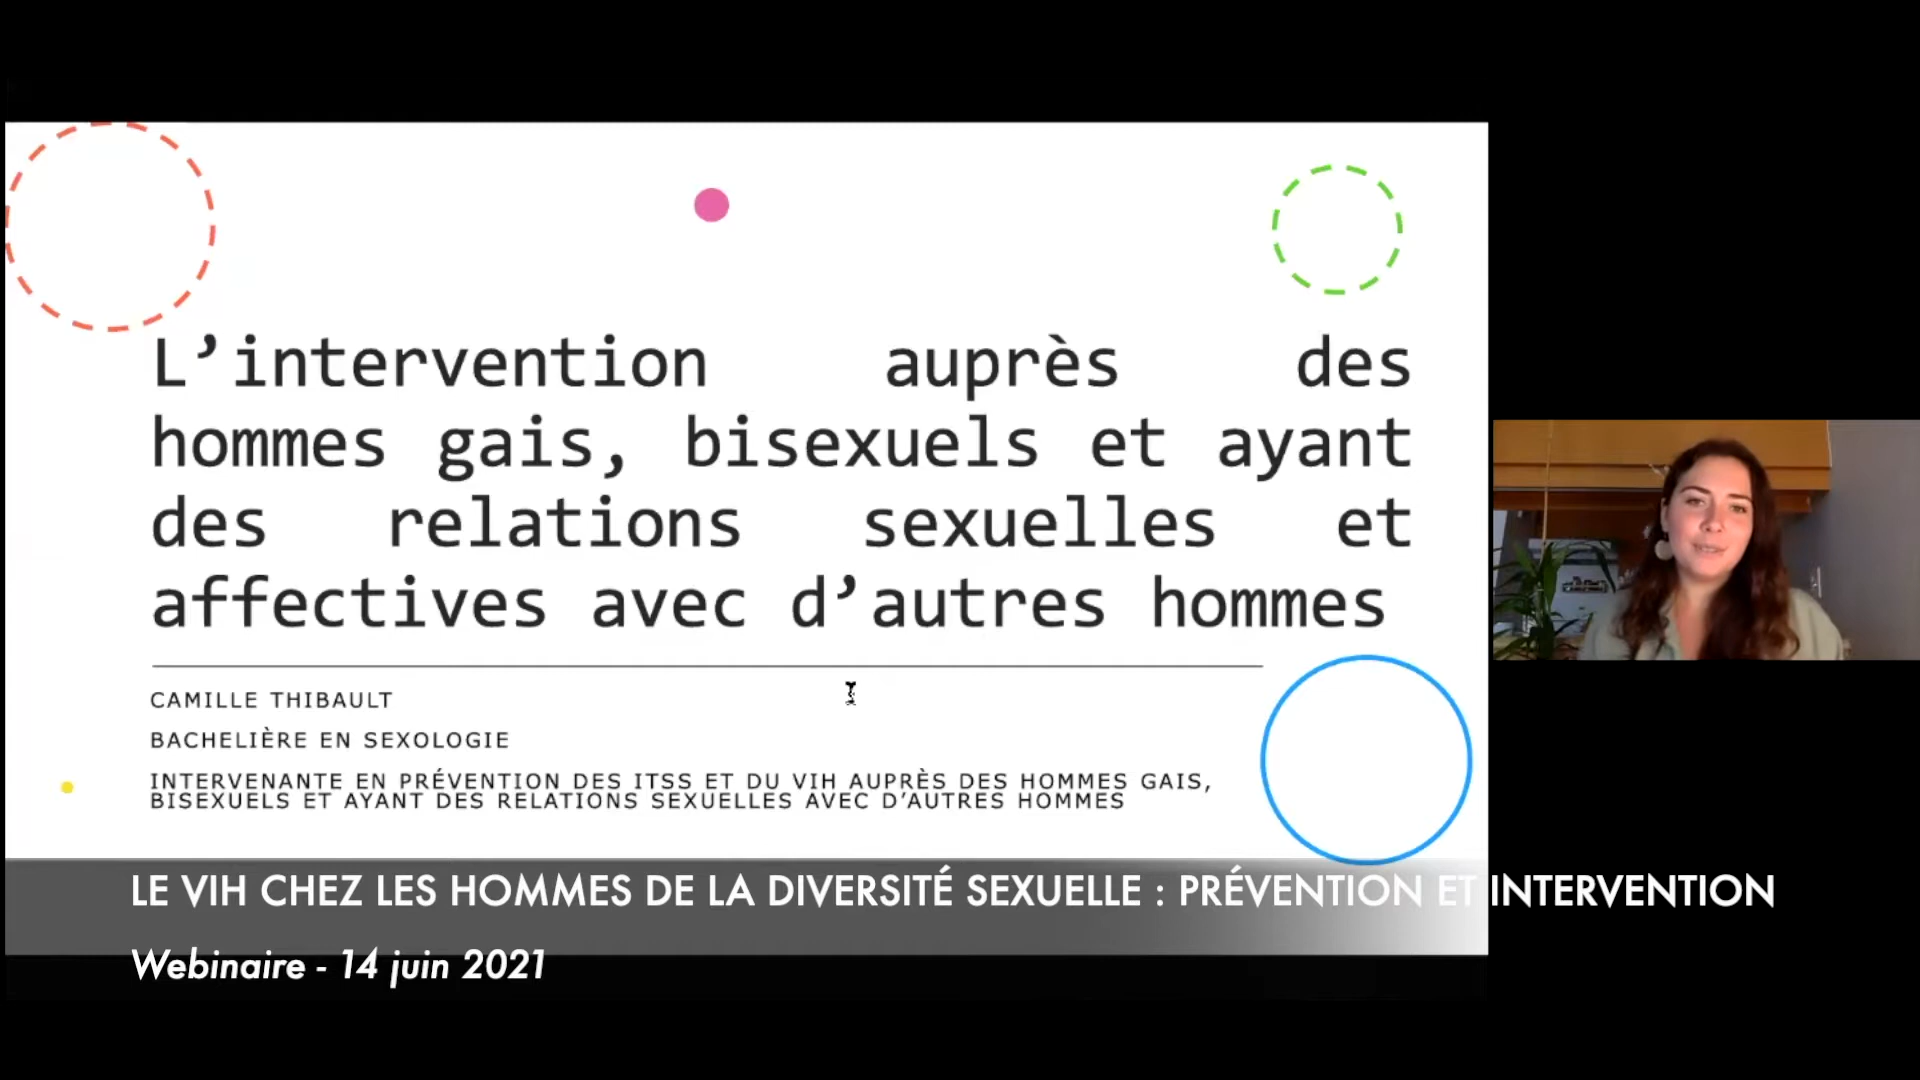 L’intervention auprès des
hommes gais, bisexuels et ayant
des relations sexuelles et
affectives avec d’autres hommes
CAMILLE THIBAULT
BACHELIÈRE EN SEXOLOGIE
INTERVENANTE EN PRÉVENTION DES ITSS ET DU VIH AUPRÈS DES HOMMES GAIS,
BISEXUELS ET AYANT DES RELATIONS SEXUELLES AVEC D’AUTRES HOMMES
LE VIH CHEZ LES HOMMES DE LA DIVERSITÉ SEXUELLE : PRÉVENTION ET INTERVENTION
Webinaire - 14 juin 2021